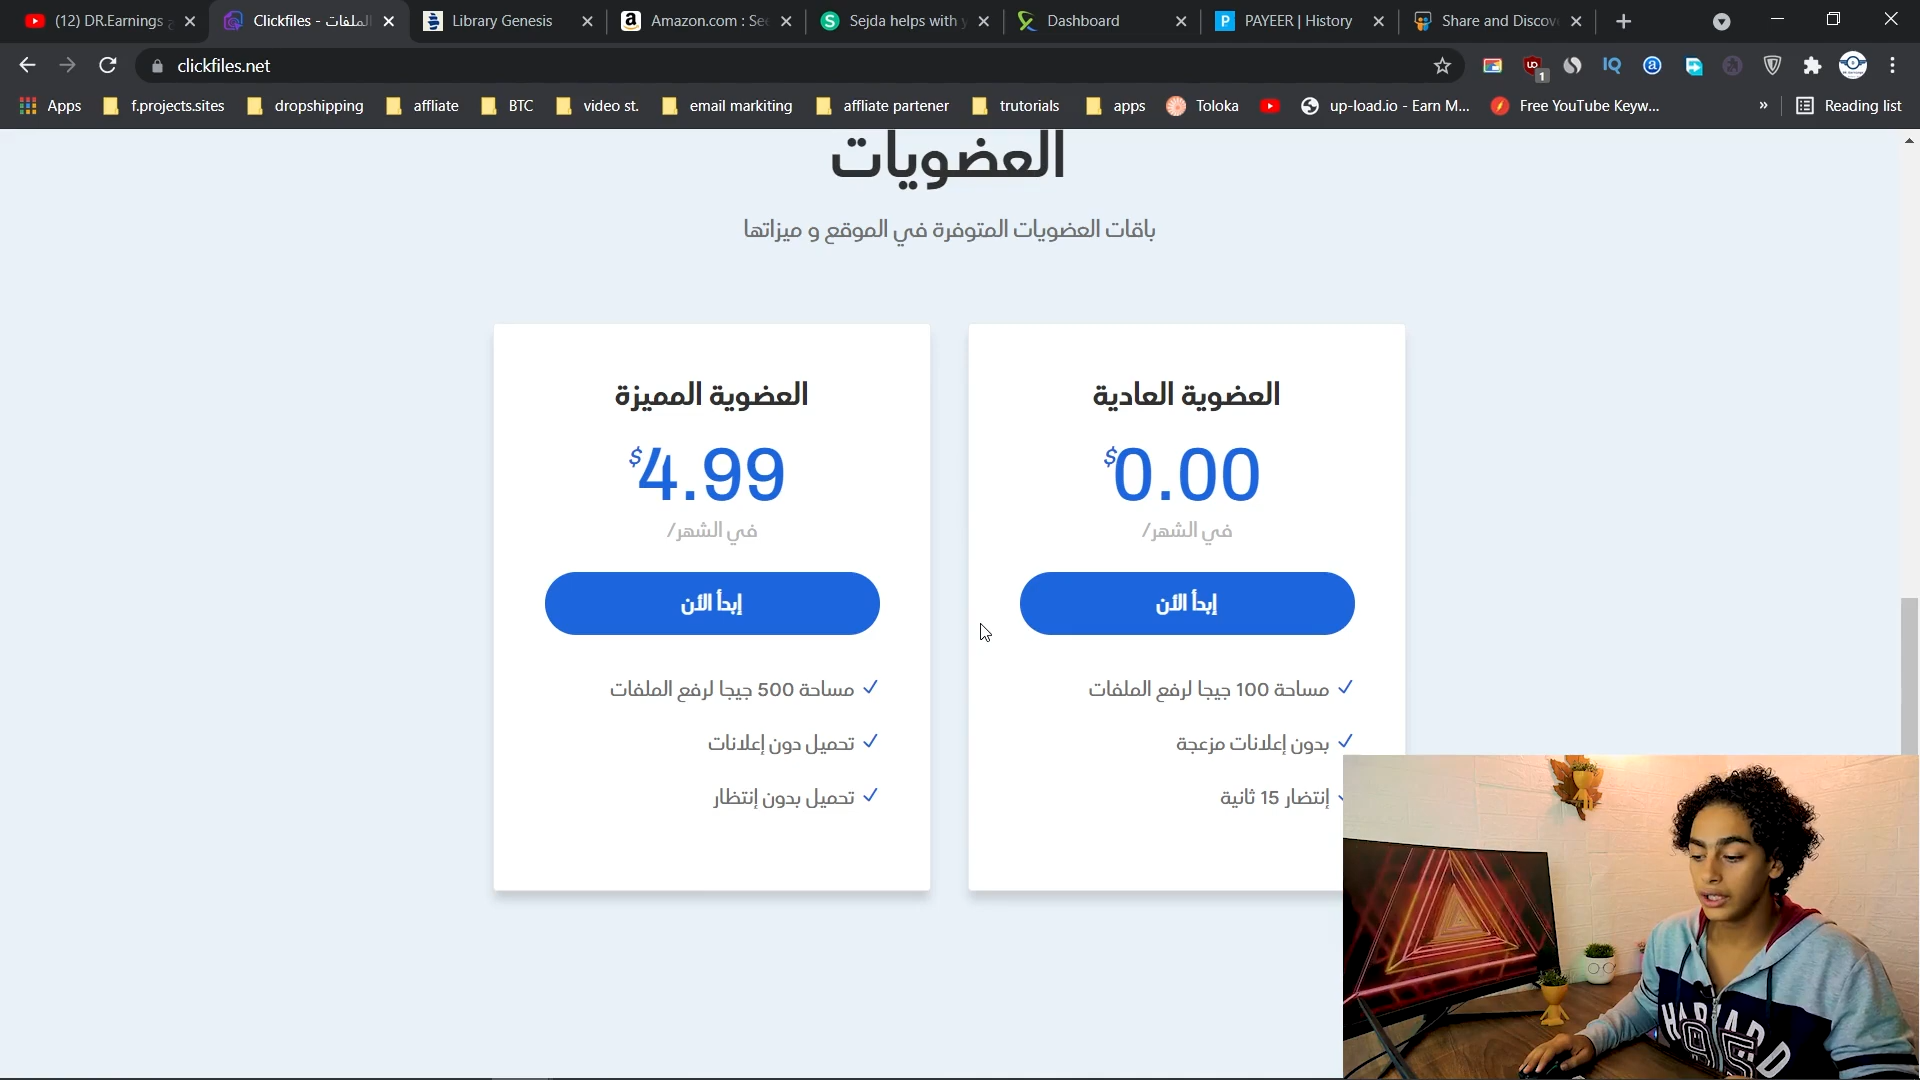 (12) DR.Earnings
Clickfiles - الملفات
Library Genesis
Amazon.com : Se
Sejda helps with y
Dashboard
PAYEER | History
Share and Discov
clickfiles.net
1
Apps
f.projects.sites
dropshipping
affliate
BTC
video st.
email markiting
affliate partener
trutorials
apps
Toloka
up-load.io - Earn M...
Free YouTube Keyw...
»
Reading list
العضويات
باقات العضويات المتوفرة في الموقع و ميزاتها
العضوية العادية
$0.00
في الشهر/
إبدأ الأن
مساحة 100 جيجا لرفع الملفات
بدون إعلانات مزعجة
إنتضار 15 ثانية
العضوية المميزة
$4.99
في الشهر/
إبدأ الأن
مساحة 500 جيجا لرفع الملفات
تحميل دون إعلانات
تحميل بدون إنتظار
HARVARD